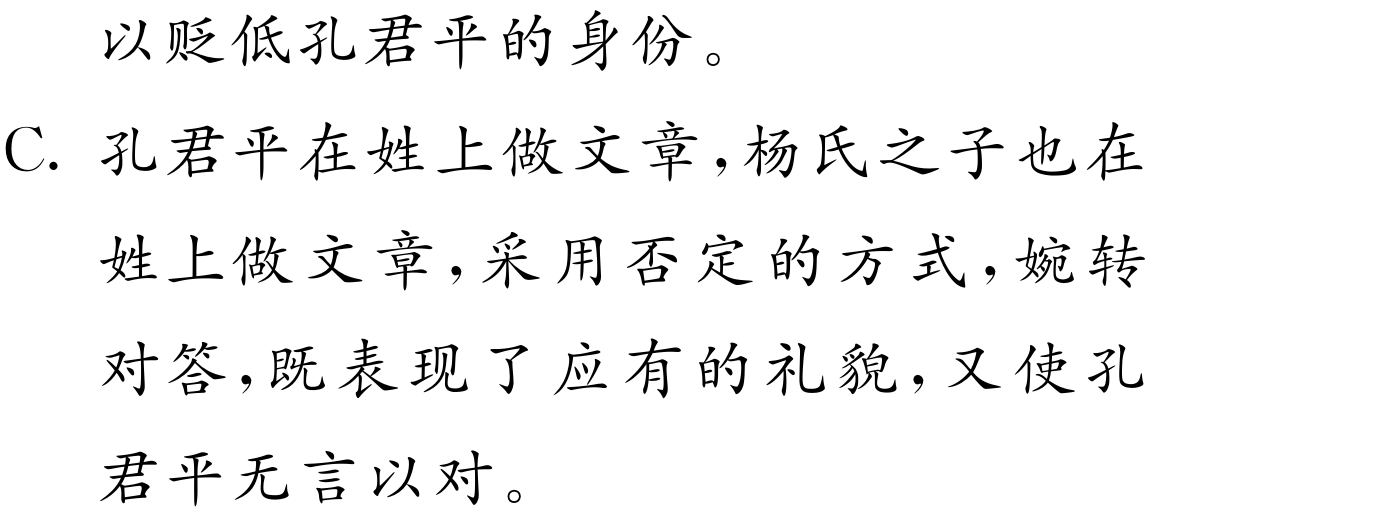 以贬低孔君平的身份。
C. 孔君平在姓上做文章,杨氏之子也在
姓上做文章,采用否定的方式,婉转
对答,既表现了应有的礼貌,又使孔
君平无言以对。